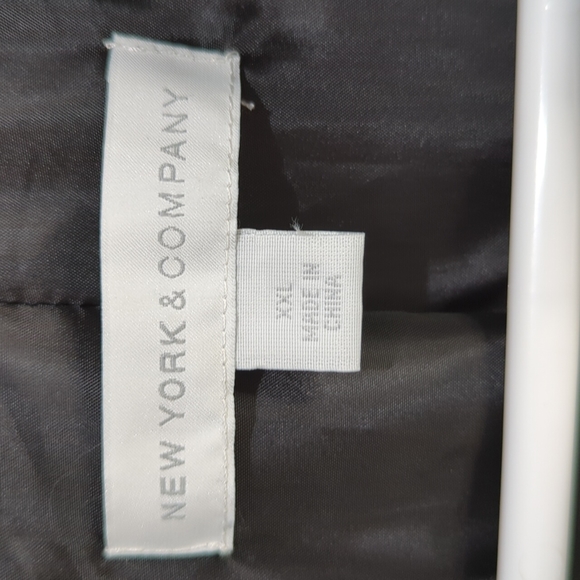 NEW YORK & COMPANY
XXL
MADE IN
CHINA